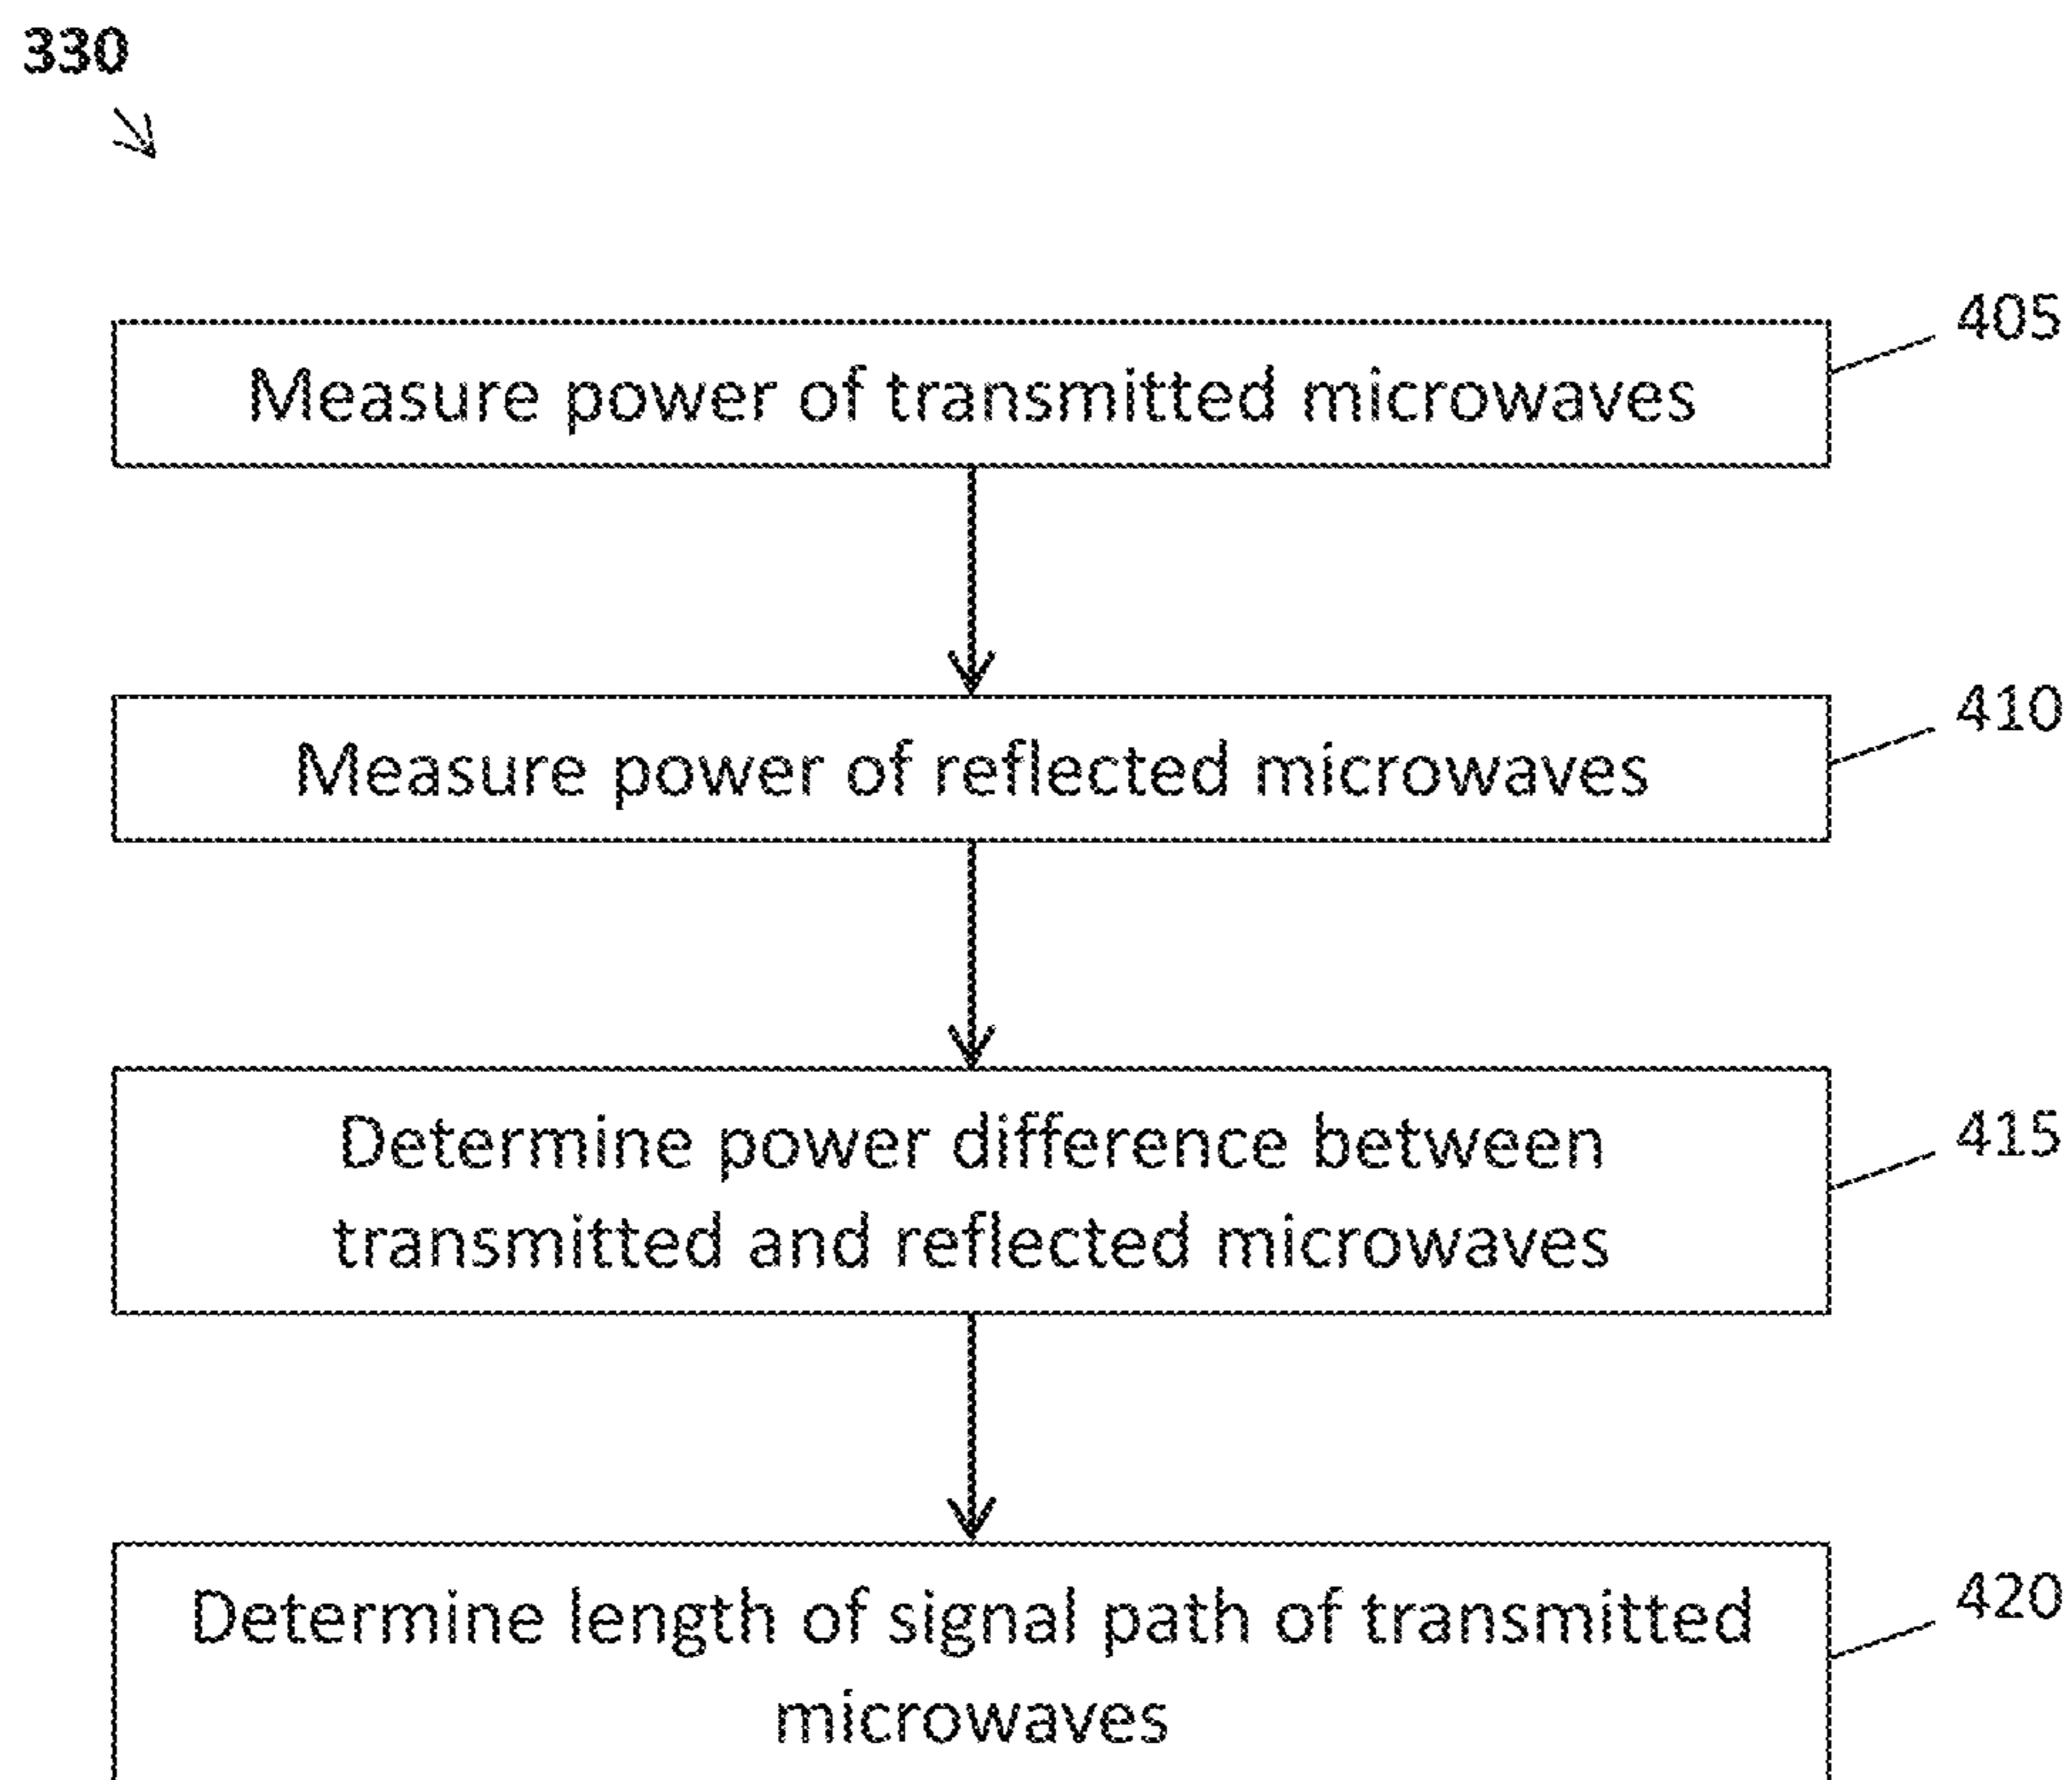 330
405
Measure power of transmitted microwaves
410
Measure power of reflected microwaves
415
Determine power difference between
transmitted and reflected microwaves
420
Determine length of signal path of transmitted
microwaves